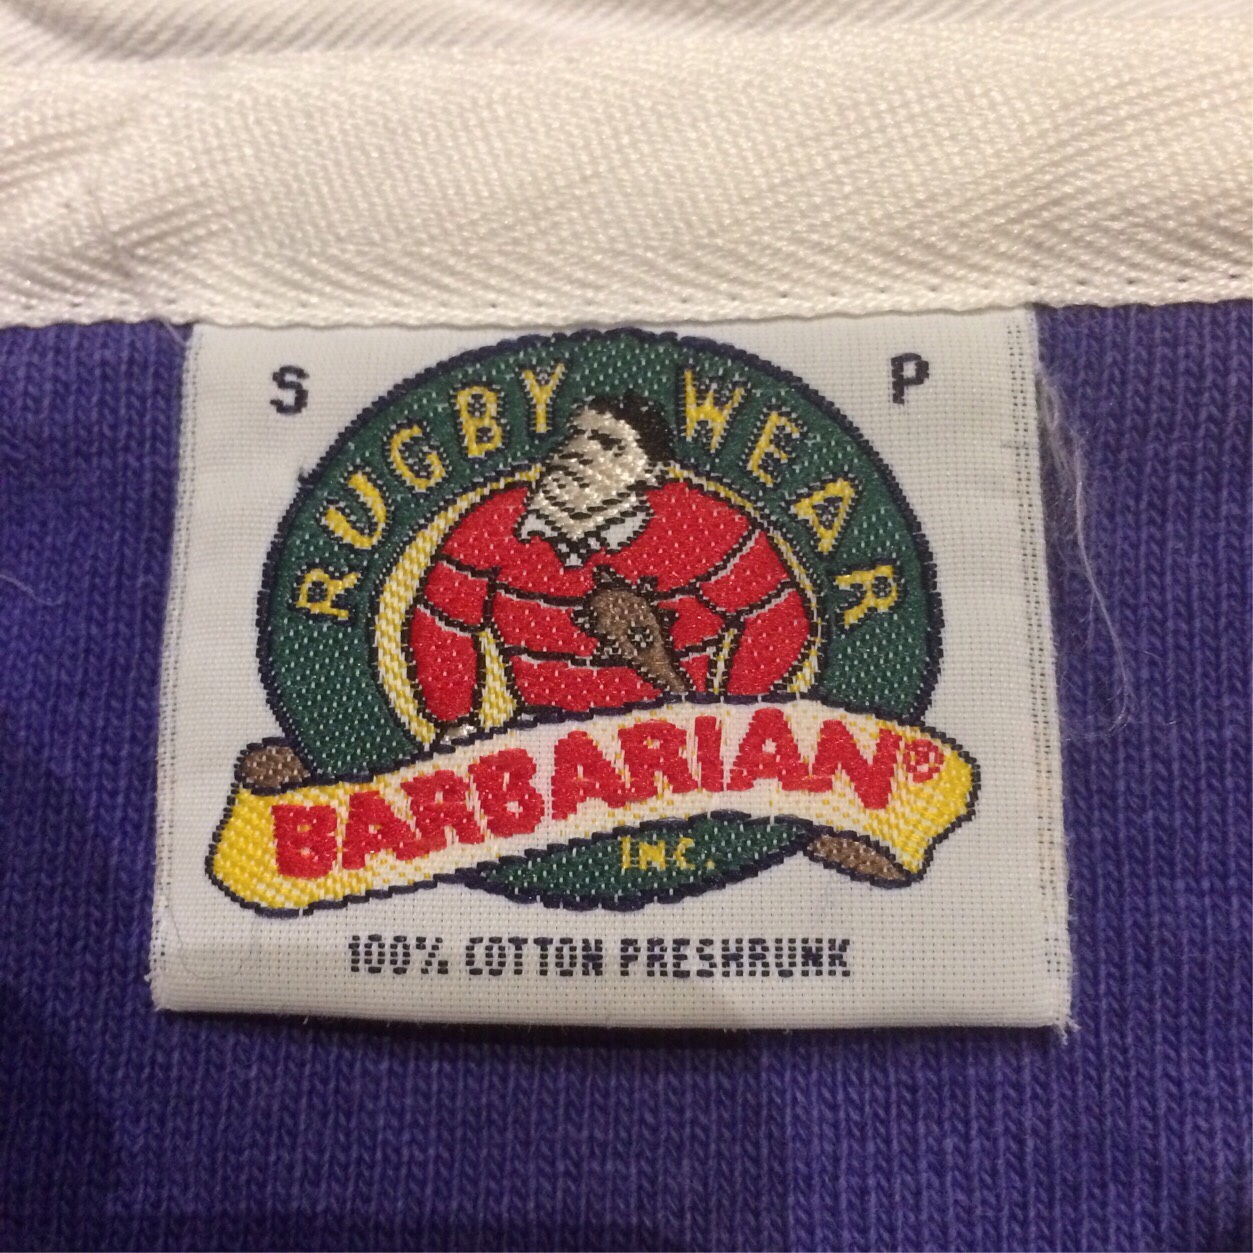 S P
RUGBY WEAR
BARBARIAN®
INC.
100% COTTON PRESHRUNK